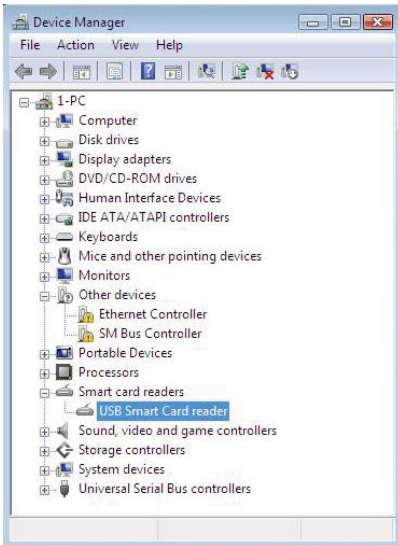 Device Manager
File Action View Help
1-PC
Computer
Disk drives
Display adapters
DVD/CD-ROM drives
Human Interface Devices
IDE ATA/ATAPI controllers
Keyboards
Mice and other pointing devices
Monitors
Other devices
Ethernet Controller
SM Bus Controller
Portable Devices
Processors
Smart card readers
USB Smart Card reader
Sound, video and game controllers
Storage controllers
System devices
Universal Serial Bus controllers